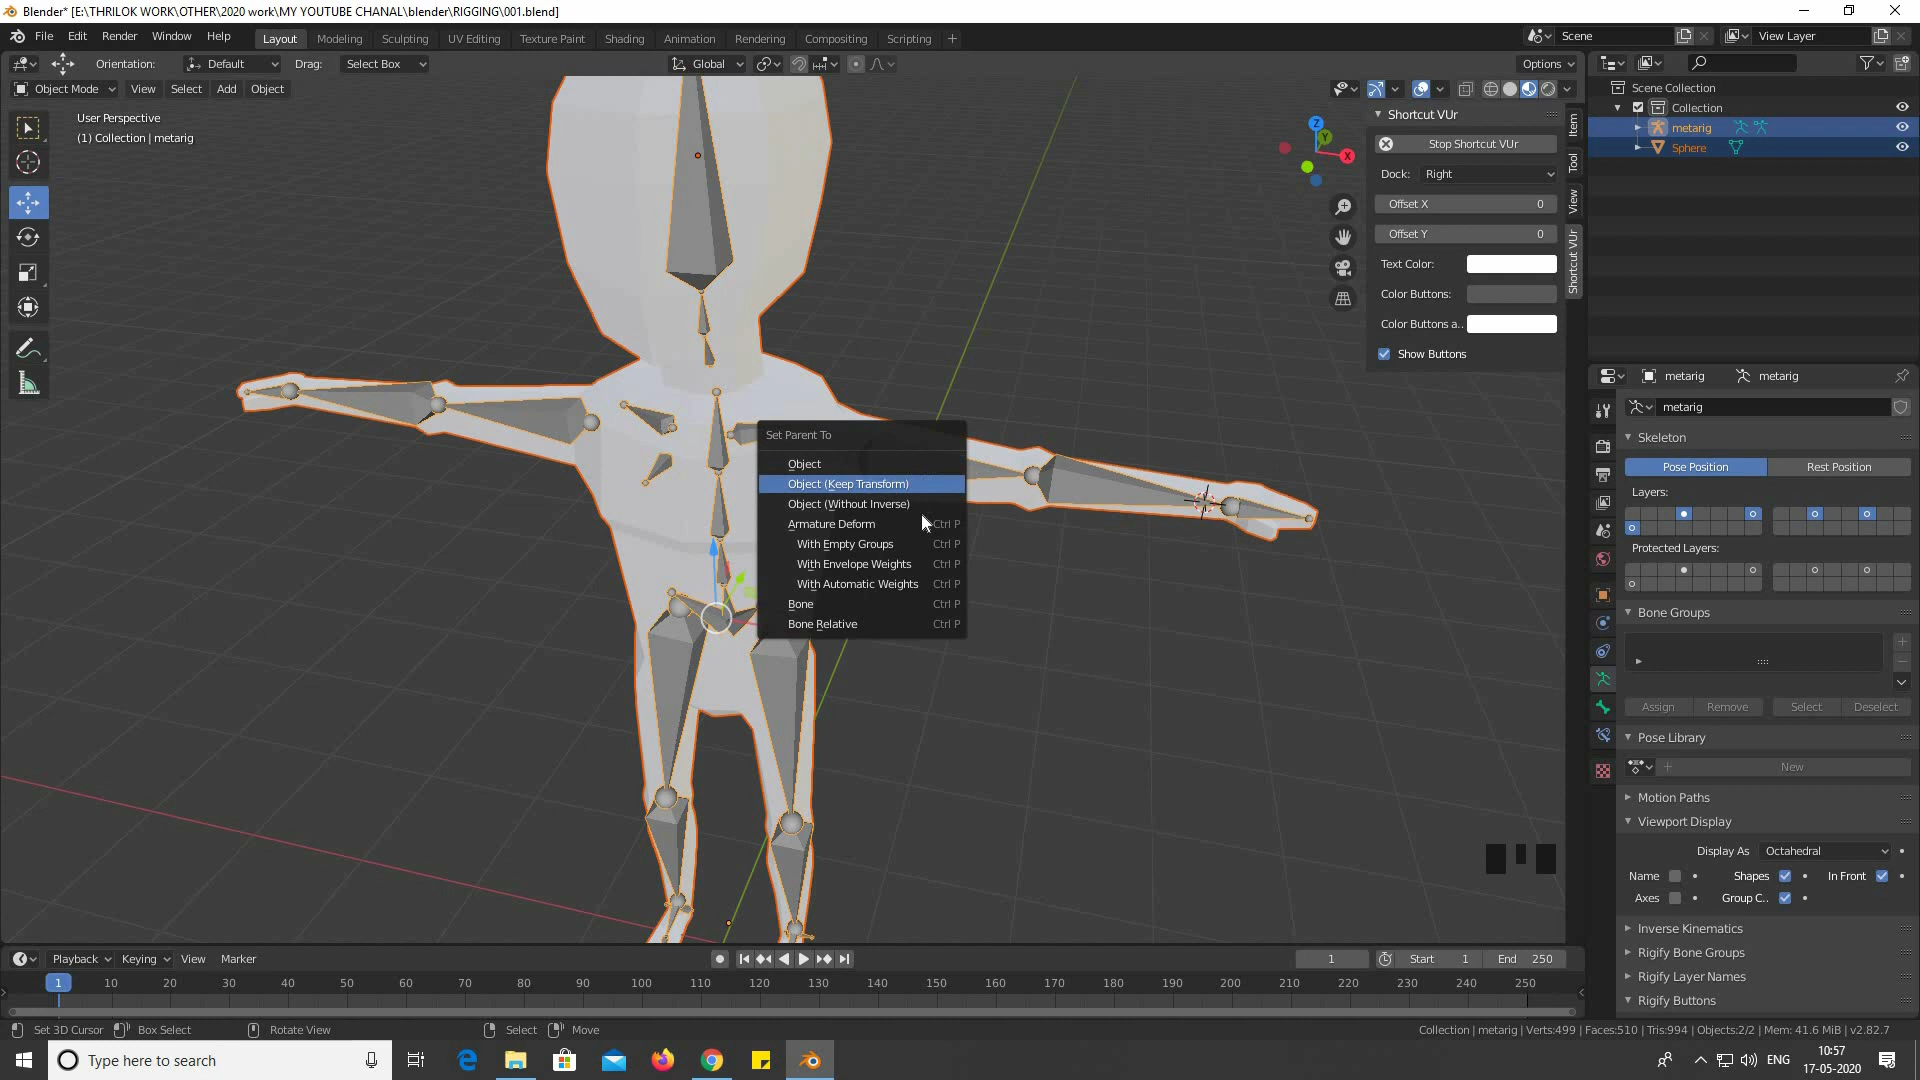 Blender* [E:\THRILOK WORK\OTHER\2020 work\MY YOUTUBE CHANAL\blender\RIGGING\001.blend]
File Edit Render Window Help Layout Modeling Sculpting UV Editing Texture Paint Shading Animation Rendering Compositing Scripting + Scene View Layer
Orientation: Default Drag: Select Box Global Options
Object Mode View Select Add Object
User Perspective
(1) Collection | metarig
Z
Y
X
Shortcut VUr
Stop Shortcut VUr
Dock: Right
Offset X 0
Offset Y 0
Text Color:
Color Buttons:
Color Buttons a..
Show Buttons
Item
Tool
View
Shortcut VUr
Scene Collection
Collection
metarig
Sphere
Set Parent To
Object
Object (Keep Transform)
Object (Without Inverse)
Armature Deform Ctrl P
With Empty Groups Ctrl P
With Envelope Weights Ctrl P
With Automatic Weights Ctrl P
Bone Ctrl P
Bone Relative Ctrl P
metarig metarig
metarig
Skeleton
Pose Position Rest Position
Layers:
Protected Layers:
Bone Groups
Assign Remove Select Deselect
Pose Library
New
Motion Paths
Viewport Display
Display As Octahedral
Name Shapes In Front
Axes Group C..
Inverse Kinematics
Rigify Bone Groups
Rigify Layer Names
Rigify Buttons
Playback Keying View Marker 1 Start 1 End 250
1 10 20 30 40 50 60 70 80 90 100 110 120 130 140 150 160 170 180 190 200 210 220 230 240 250
Set 3D Cursor Box Select Rotate View Select Move Collection | metarig | Verts:499 | Faces:510 | Tris:994 | Objects:2/2 | Mem: 41.6 MiB | v2.82.7
Type here to search
ENG
10:57
17-05-2020